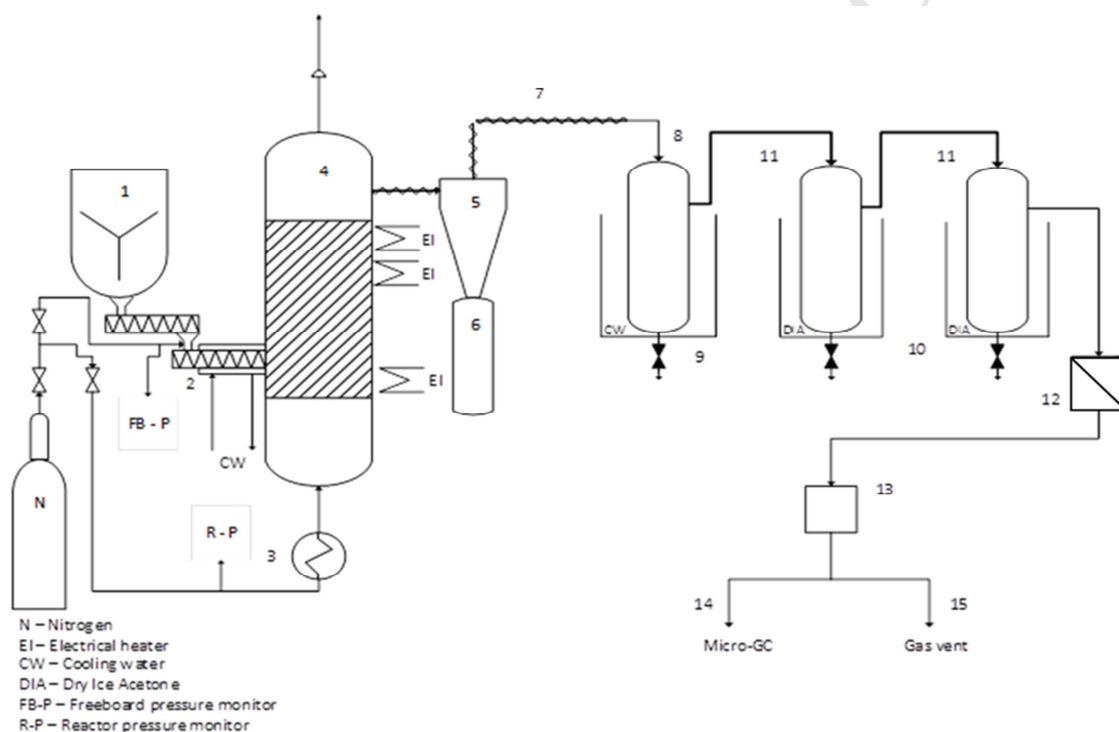 7
4
8
11
11
1
5
EI
EI
6
CW
DIA
DIA
9
10
2
EI
12
FB - P
CW
N
R - P
3
13
14
15
Micro-GC
Gas vent
N – Nitrogen
EI – Electrical heater
CW – Cooling water
DIA – Dry Ice Acetone
FB-P – Freeboard pressure monitor
R-P – Reactor pressure monitor